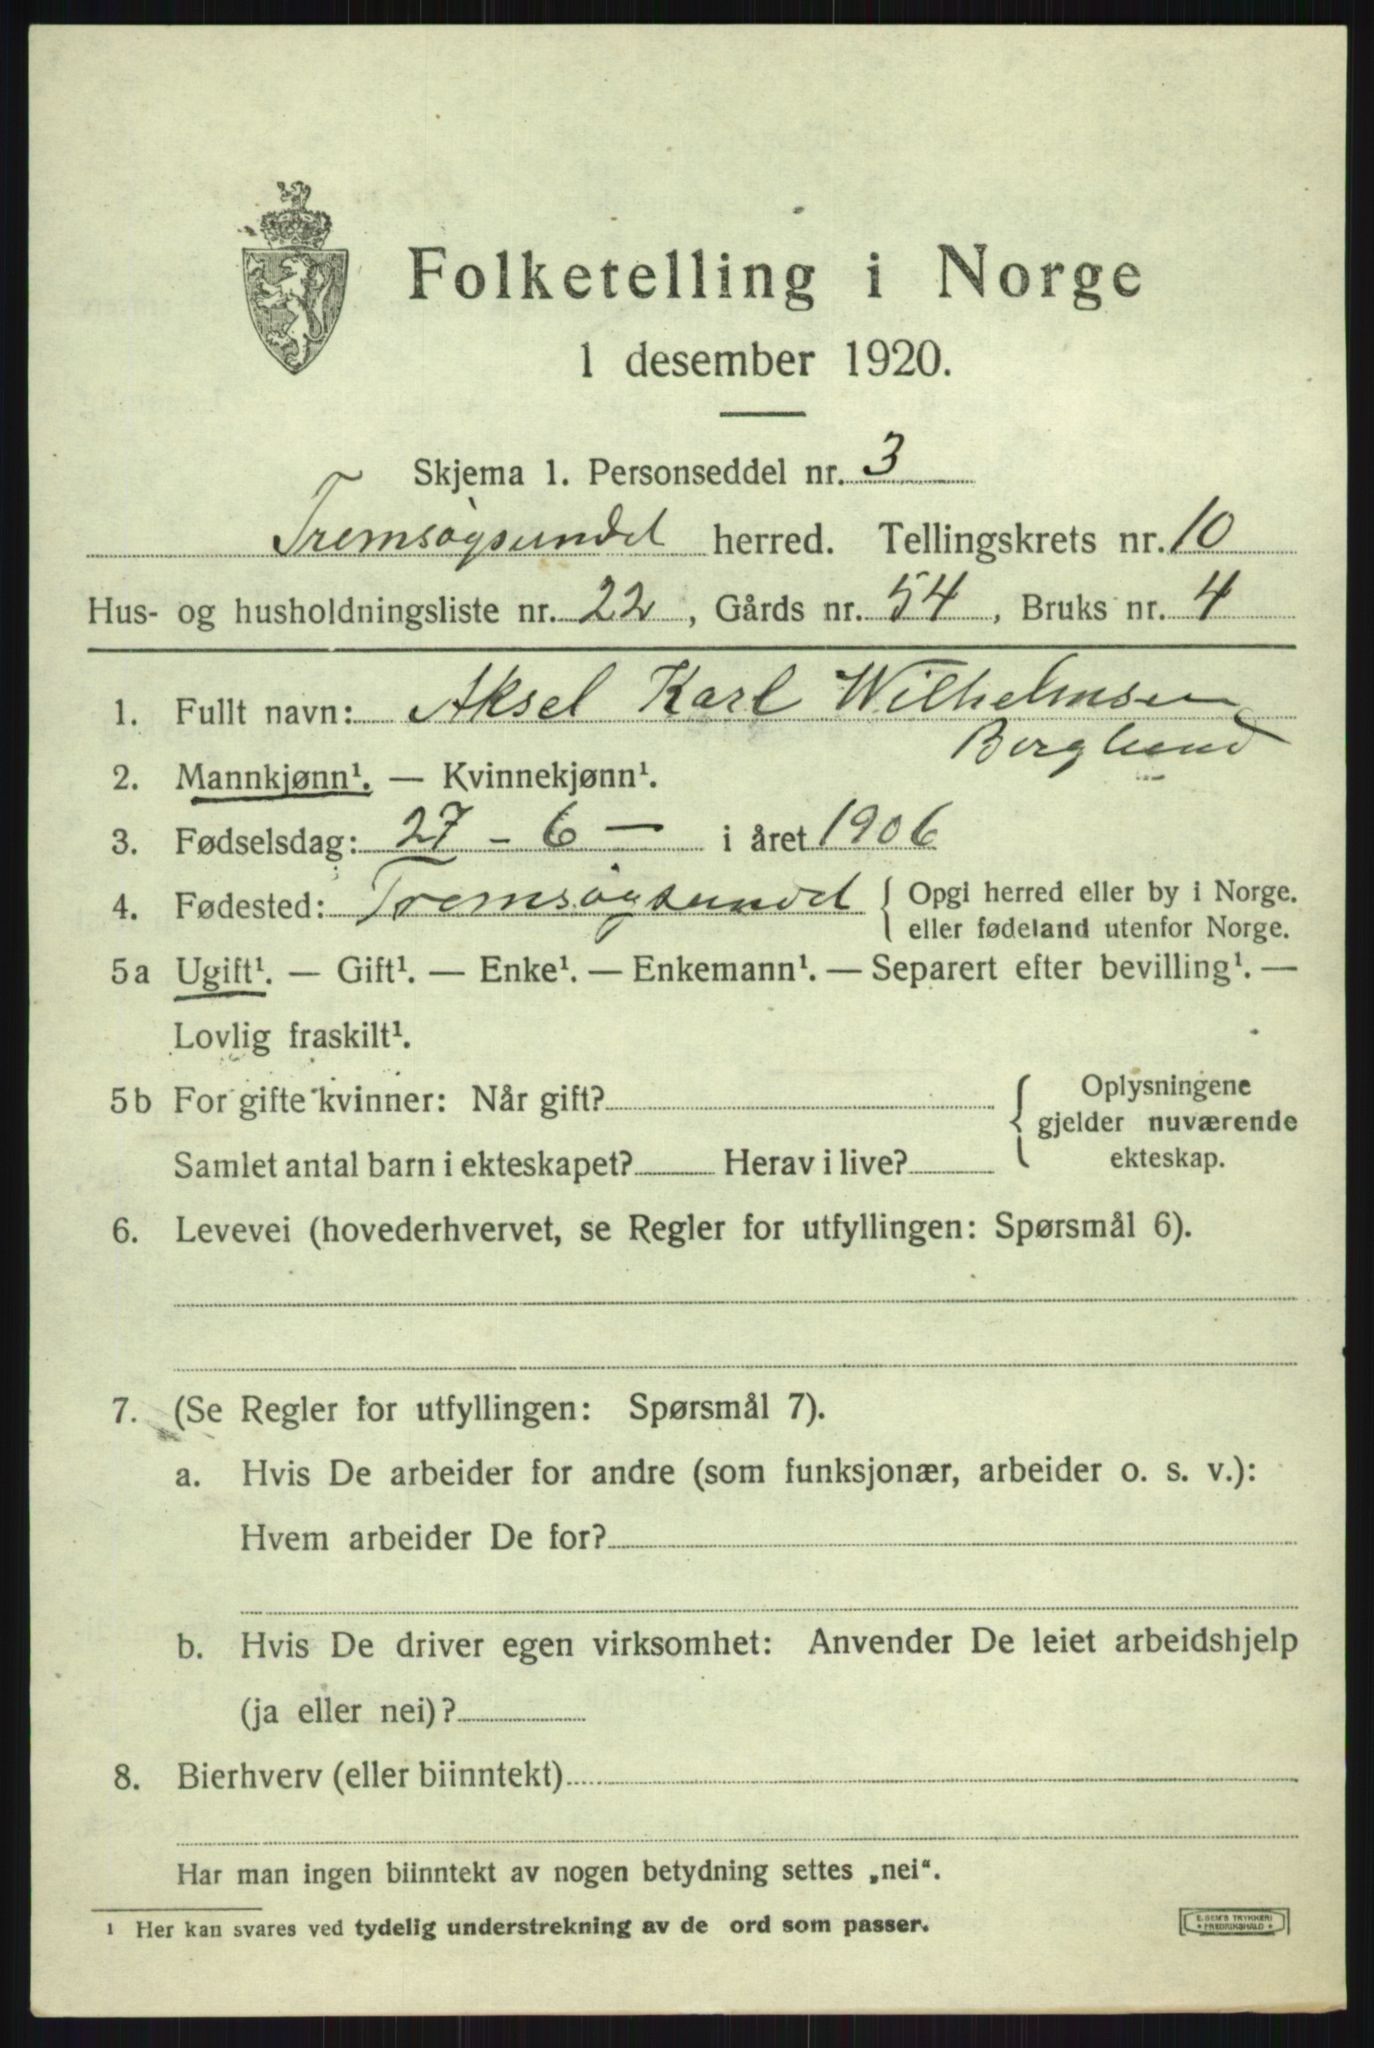 Folketelling i Norge
1 desember 1920.
Skjema 1. Personseddel nr. 3
Tremsøysundet herred. Tellingskrets nr. 10
Hus- og husholdningsliste nr. 22, Gårds nr. 54, Bruks nr. 4
1. Fullt navn: Aksel Karl Wilhelmsen
Berglund
2. Mannkjønn¹. — Kvinnekjønn¹.
3. Fødselsdag: 27 - 6 — i året 1906
4. Fødested: Tremsøysundet { Opgi herred eller by i Norge.
eller fødeland utenfor Norge.
5a Ugift¹. — Gift¹. — Enke¹. — Enkemann¹. — Separert efter bevilling¹. —
Lovlig fraskilt¹.
5b For gifte kvinner: Når gift? { Oplysningene
gjelder nuværende
Samlet antal barn i ekteskapet? Herav i live? ekteskap.
6. Levevei (hovederhvervet, se Regler for utfyllingen: Spørsmål 6).
7. (Se Regler for utfyllingen: Spørsmål 7).
a. Hvis De arbeider for andre (som funksjonær, arbeider o. s. v.):
Hvem arbeider De for?
b. Hvis De driver egen virksomhet: Anvender De leiet arbeidshjelp
(ja eller nei)?
8. Bierhverv (eller biinntekt)
Har man ingen biinntekt av nogen betydning settes „nei“.
¹ Her kan svares ved tydelig understrekning av de ord som passer.
E. SEM'S TRYKKERI
* FREDRIKSHALD *